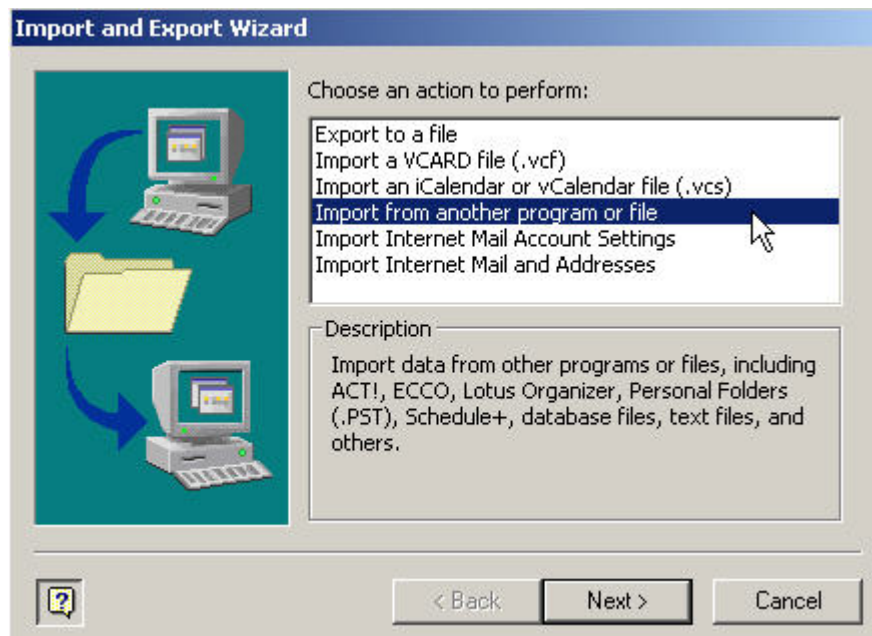 Import and Export Wizard
Choose an action to perform:
Export to a file
Import a VCARD file (.vcf)
Import an iCalendar or vCalendar file (.vcs)
Import from another program or file
Import Internet Mail Account Settings
Import Internet Mail and Addresses
Description
Import data from other programs or files, including
ACT!, ECCO, Lotus Organizer, Personal Folders
(.PST), Schedule+, database files, text files, and
others.
?
< Back
Next >
Cancel